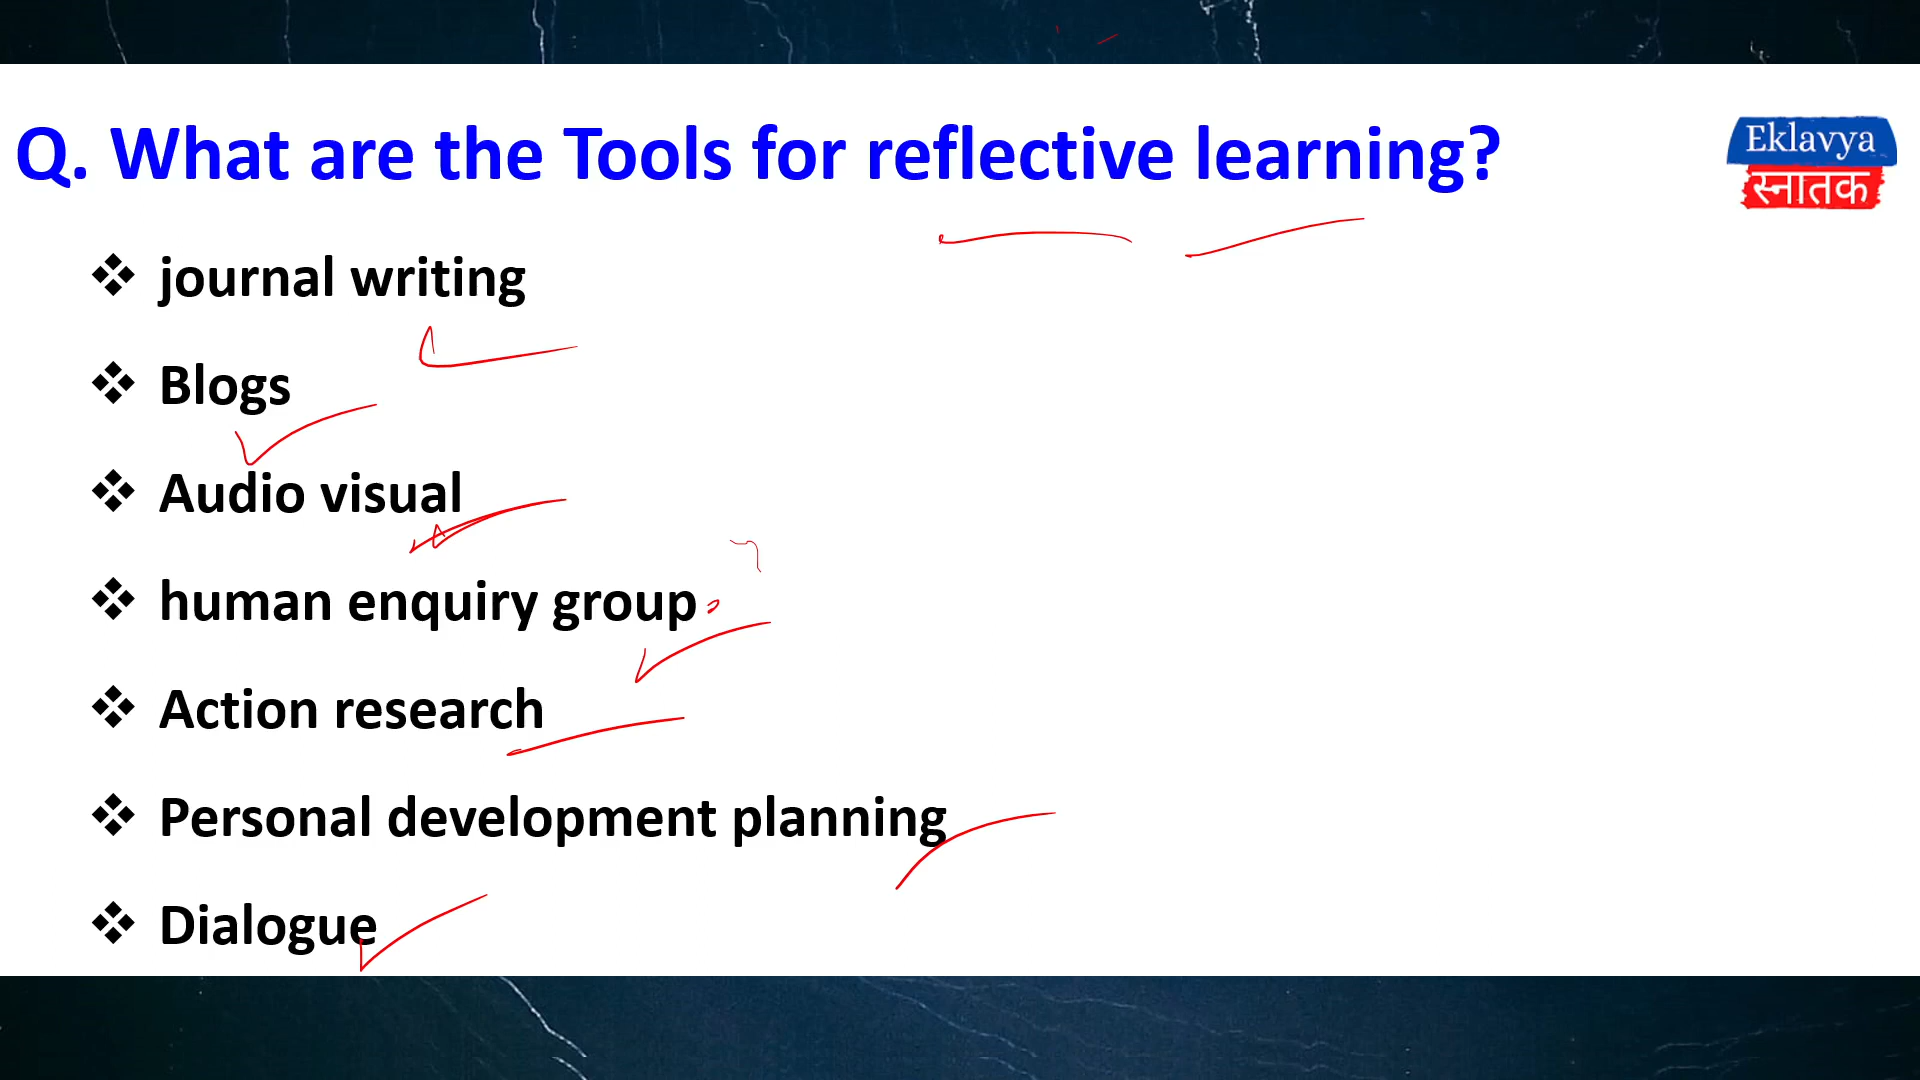 Q. What are the Tools for reflective learning?
Eklavya
स्नातक
journal writing
Blogs
Audio visual
human enquiry group
Action research
Personal development planning
Dialogue